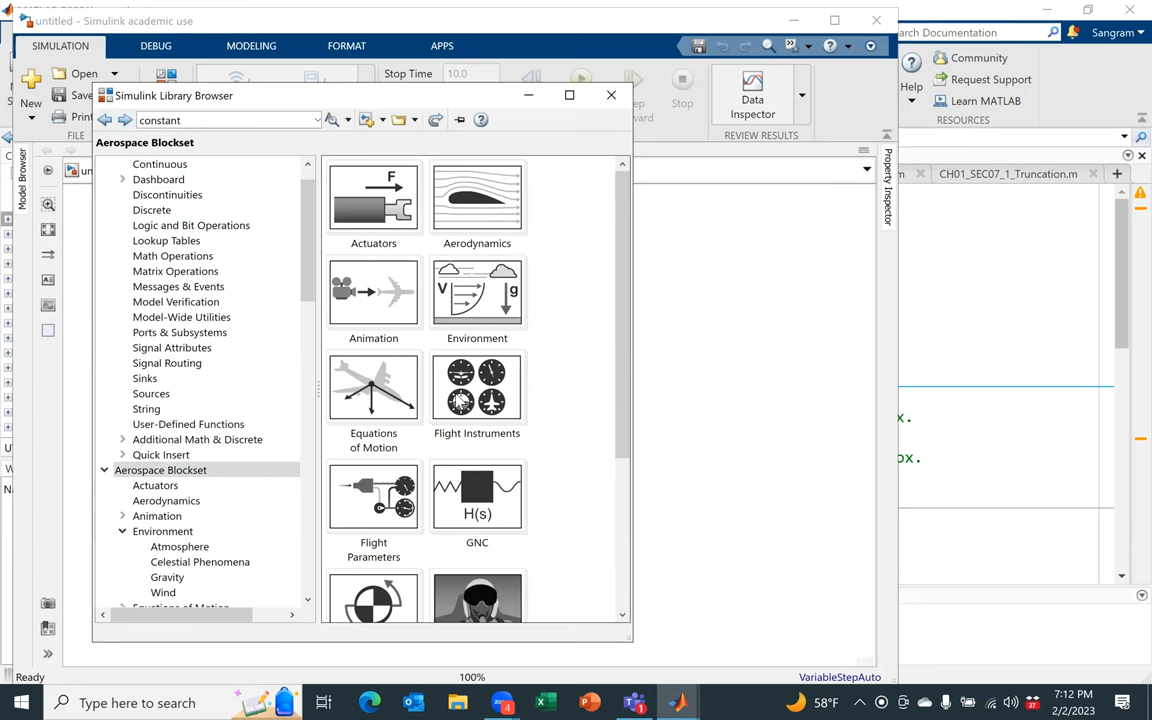 untitled - Simulink academic use
SIMULATION DEBUG MODELING FORMAT APPS
arch Documentation
Sangram
New
Open
Save
Print
FILE
Stop Time 10.0
Stop
Data
Inspector
REVIEW RESULTS
Help
Community
Request Support
Learn MATLAB
RESOURCES
Simulink Library Browser
constant
Aerospace Blockset
Model Browser
Property Inspector
CH01_SEC07_1_Truncation.m
Continuous
Dashboard
Discontinuities
Discrete
Logic and Bit Operations
Lookup Tables
Math Operations
Matrix Operations
Messages & Events
Model Verification
Model-Wide Utilities
Ports & Subsystems
Signal Attributes
Signal Routing
Sinks
Sources
String
User-Defined Functions
Additional Math & Discrete
Quick Insert
Aerospace Blockset
Actuators
Aerodynamics
Animation
Environment
Atmosphere
Celestial Phenomena
Gravity
Wind
F
Actuators
Aerodynamics
V g
Animation
Environment
Equations
of Motion
Flight Instruments
H(s)
Flight
Parameters
GNC
x.
ox.
Ready
100%
VariableStepAuto
Type here to search
4
1
58°F
27
7:12 PM
2/2/2023